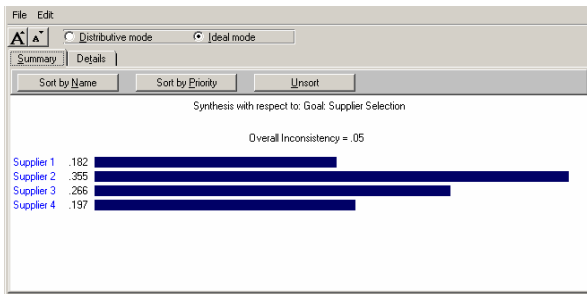 File Edit
A A Distributive mode Ideal mode
Summary Details
Sort by Name Sort by Priority Unsort
Synthesis with respect to: Goal: Supplier Selection
Overall Inconsistency = .05
Supplier 1 .182
Supplier 2 .355
Supplier 3 .266
Supplier 4 .197